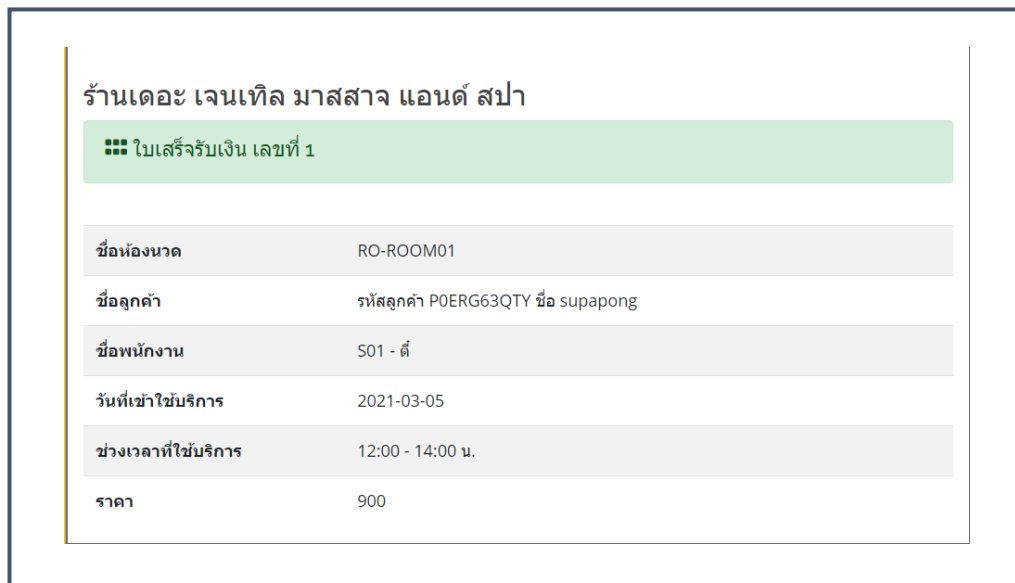 ร้านเดอะ เจนเทิล มาสสาจ แอนด์ สปา
ใบเสร็จรับเงิน เลขที่ 1
ชื่อห้องนวด RO-ROOM01
ชื่อลูกค้า รหัสลูกค้า P0ERG63QTY ชื่อ supapong
ชื่อพนักงาน S01 - ตี๋
วันที่เข้าใช้บริการ 2021-03-05
ช่วงเวลาที่ใช้บริการ 12:00 - 14:00 น.
ราคา 900